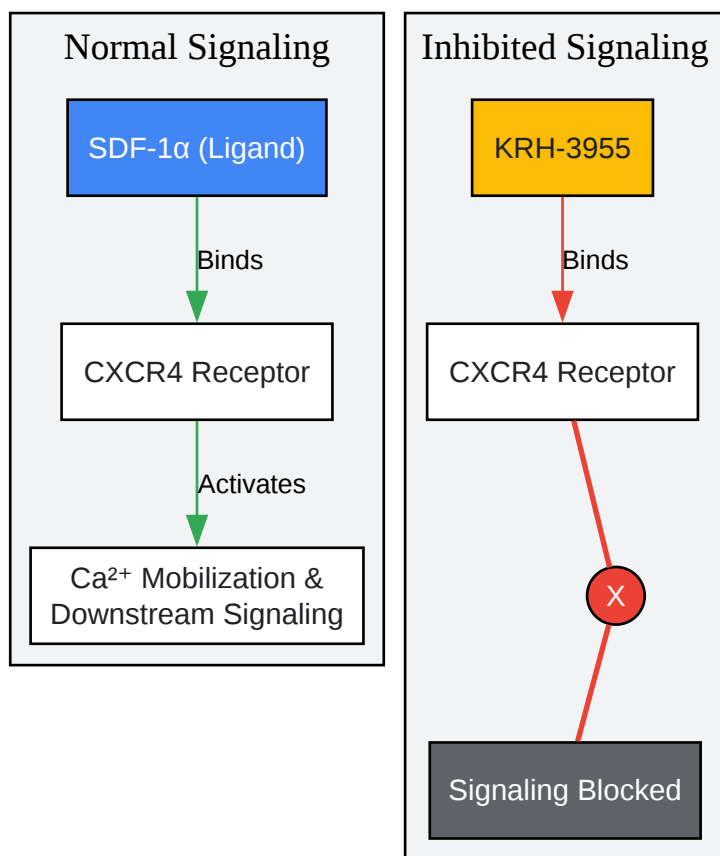 Normal Signaling
SDF-1α (Ligand)
Binds
CXCR4 Receptor
Activates
Ca²⁺ Mobilization &
Downstream Signaling
Inhibited Signaling
KRH-3955
Binds
CXCR4 Receptor
X
Signaling Blocked